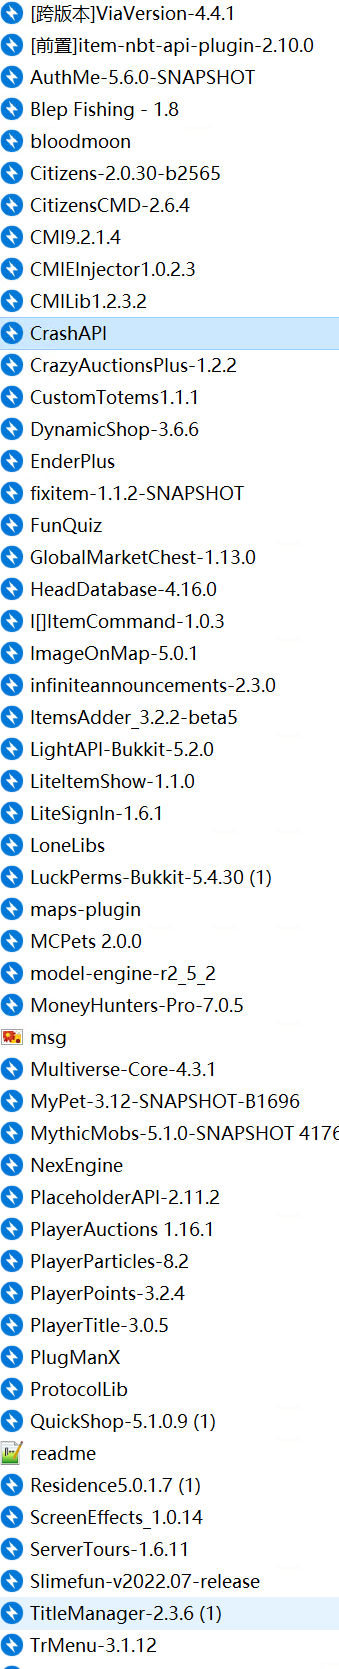 [跨版本]ViaVersion-4.4.1
[前置]item-nbt-api-plugin-2.10.0
AuthMe-5.6.0-SNAPSHOT
Blep Fishing - 1.8
bloodmoon
Citizens-2.0.30-b2565
CitizensCMD-2.6.4
CMI9.2.1.4
CMIEInjector1.0.2.3
CMILib1.2.3.2
CrashAPI
CrazyAuctionsPlus-1.2.2
CustomTotems1.1.1
DynamicShop-3.6.6
EnderPlus
fixitem-1.1.2-SNAPSHOT
FunQuiz
GlobalMarketChest-1.13.0
HeadDatabase-4.16.0
I[]ItemCommand-1.0.3
ImageOnMap-5.0.1
infiniteannouncements-2.3.0
ItemsAdder_3.2.2-beta5
LightAPI-Bukkit-5.2.0
LiteItemShow-1.1.0
LiteSignIn-1.6.1
LoneLibs
LuckPerms-Bukkit-5.4.30 (1)
maps-plugin
MCPets 2.0.0
model-engine-r2_5_2
MoneyHunters-Pro-7.0.5
msg
Multiverse-Core-4.3.1
MyPet-3.12-SNAPSHOT-B1696
MythicMobs-5.1.0-SNAPSHOT 4176
NexEngine
PlaceholderAPI-2.11.2
PlayerAuctions 1.16.1
PlayerParticles-8.2
PlayerPoints-3.2.4
PlayerTitle-3.0.5
PlugManX
ProtocolLib
QuickShop-5.1.0.9 (1)
readme
Residence5.0.1.7 (1)
ScreenEffects_1.0.14
ServerTours-1.6.11
Slimefun-v2022.07-release
TitleManager-2.3.6 (1)
TrMenu-3.1.12